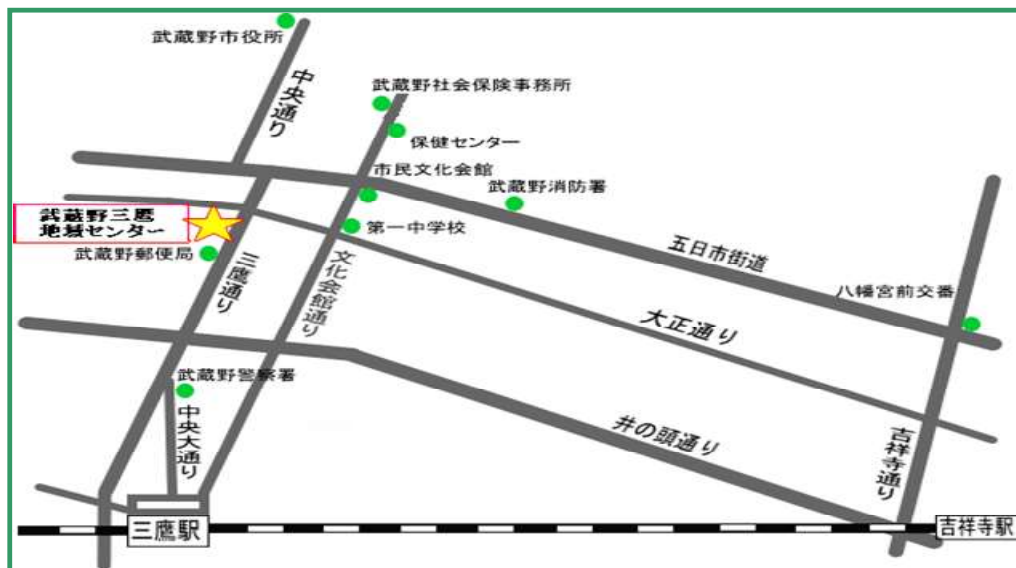 武蔵野市役所
中央通り
武蔵野社会保険事務所
保健センター
市民文化会館
武蔵野消防署
武蔵野三鷹
地域センター
第一中学校
武蔵野郵便局
三鷹通り
文化会館通り
五日市街道
八幡宮前交番
大正通り
武蔵野警察署
中央大通り
井の頭通り
吉祥寺通り
三鷹駅
吉祥寺駅